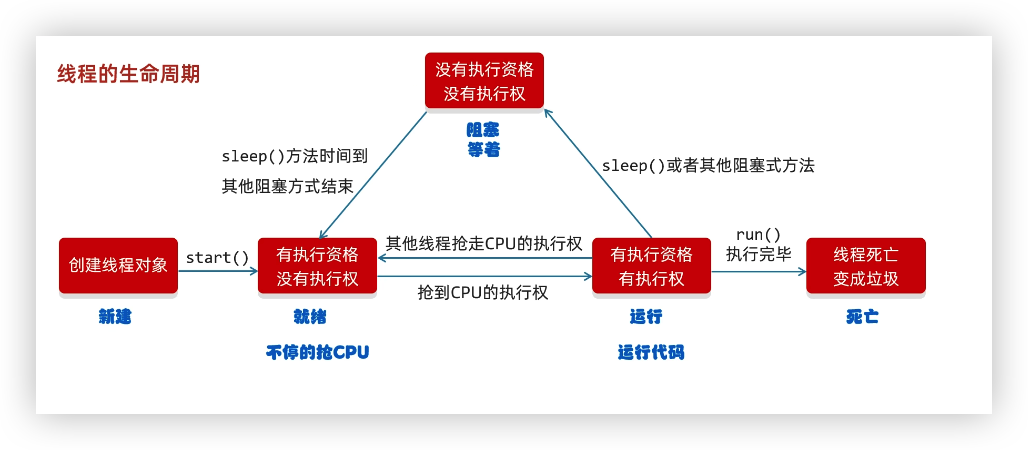 线程的生命周期
没有执行资格
没有执行权
阻塞
等着
sleep()方法时间到
其他阻塞方式结束
sleep()或者其他阻塞式方法
创建线程对象
start()
有执行资格
没有执行权
其他线程抢走CPU的执行权
抢到CPU的执行权
有执行资格
有执行权
run()
执行完毕
线程死亡
变成垃圾
新建
就绪
不停的抢CPU
运行
运行代码
死亡